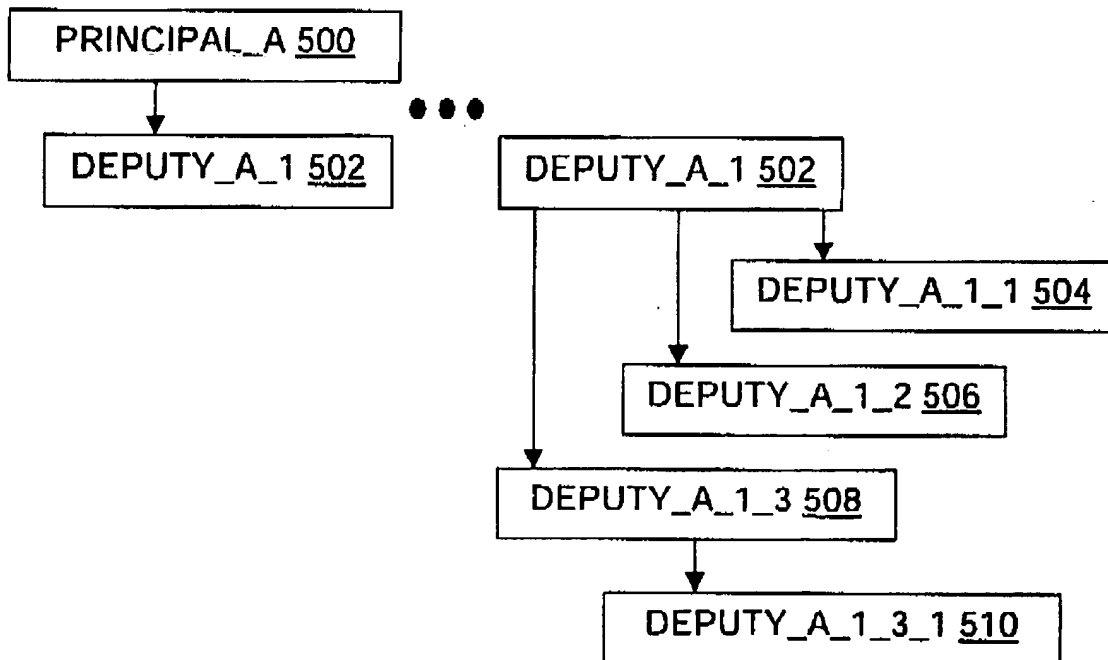 PRINCIPAL_A 500
DEPUTY_A_1 502
DEPUTY_A_1 502
DEPUTY_A_1_1 504
DEPUTY_A_1_2 506
DEPUTY_A_1_3 508
DEPUTY_A_1_3_1 510